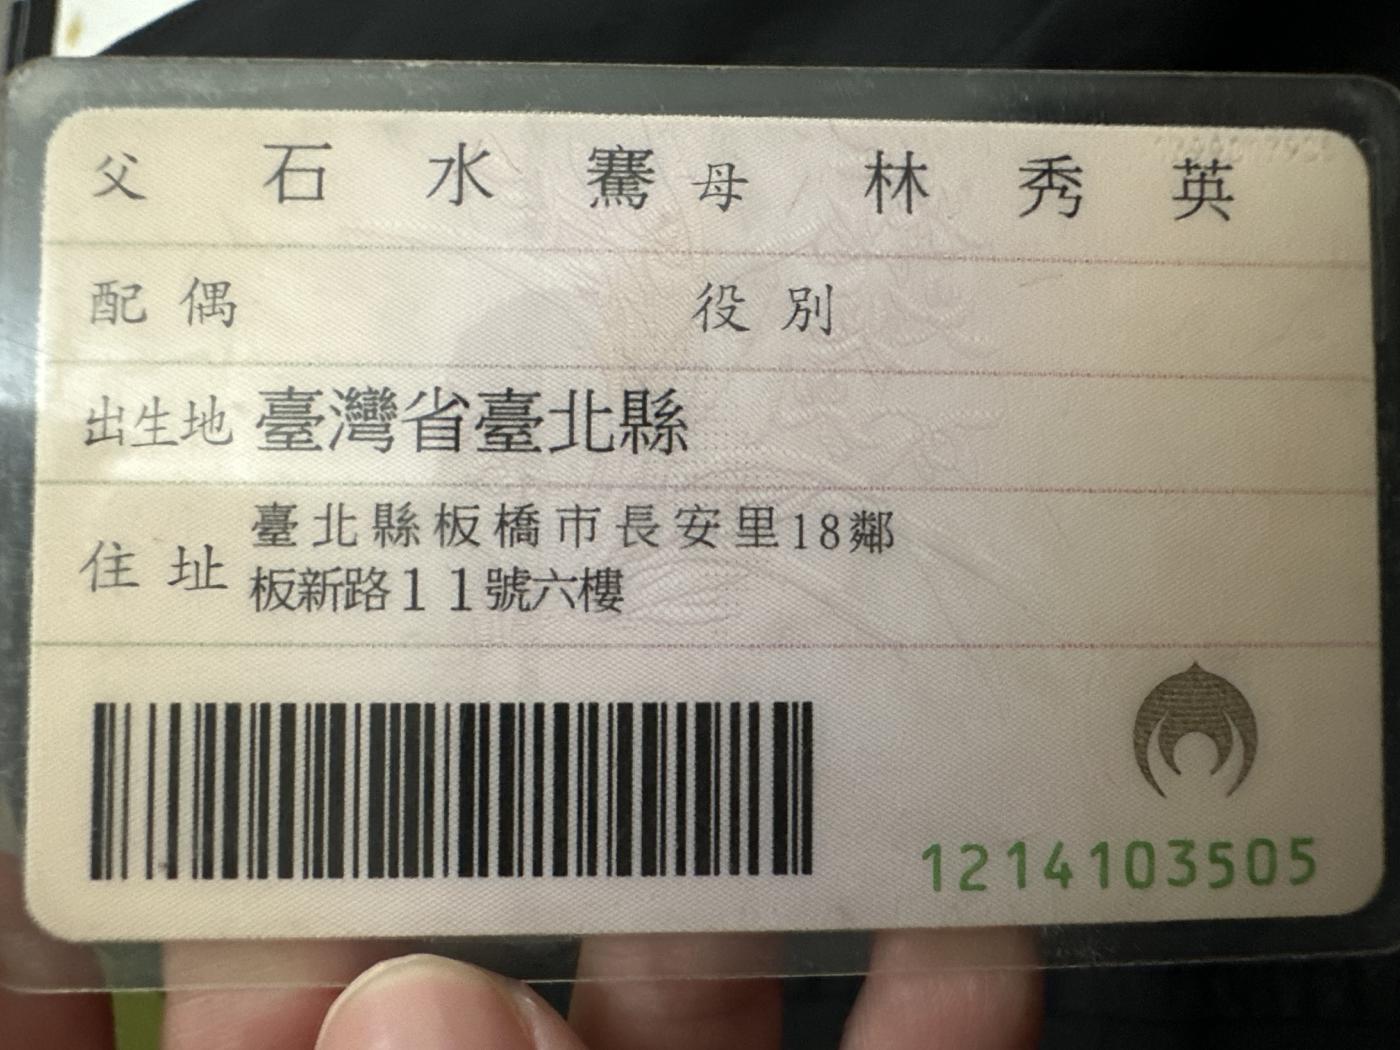 父 石水騫 母 林秀英
配偶 役別
出生地 臺灣省臺北縣
住址 臺北縣板橋市長安里18鄰
板新路11號六樓
1214103505